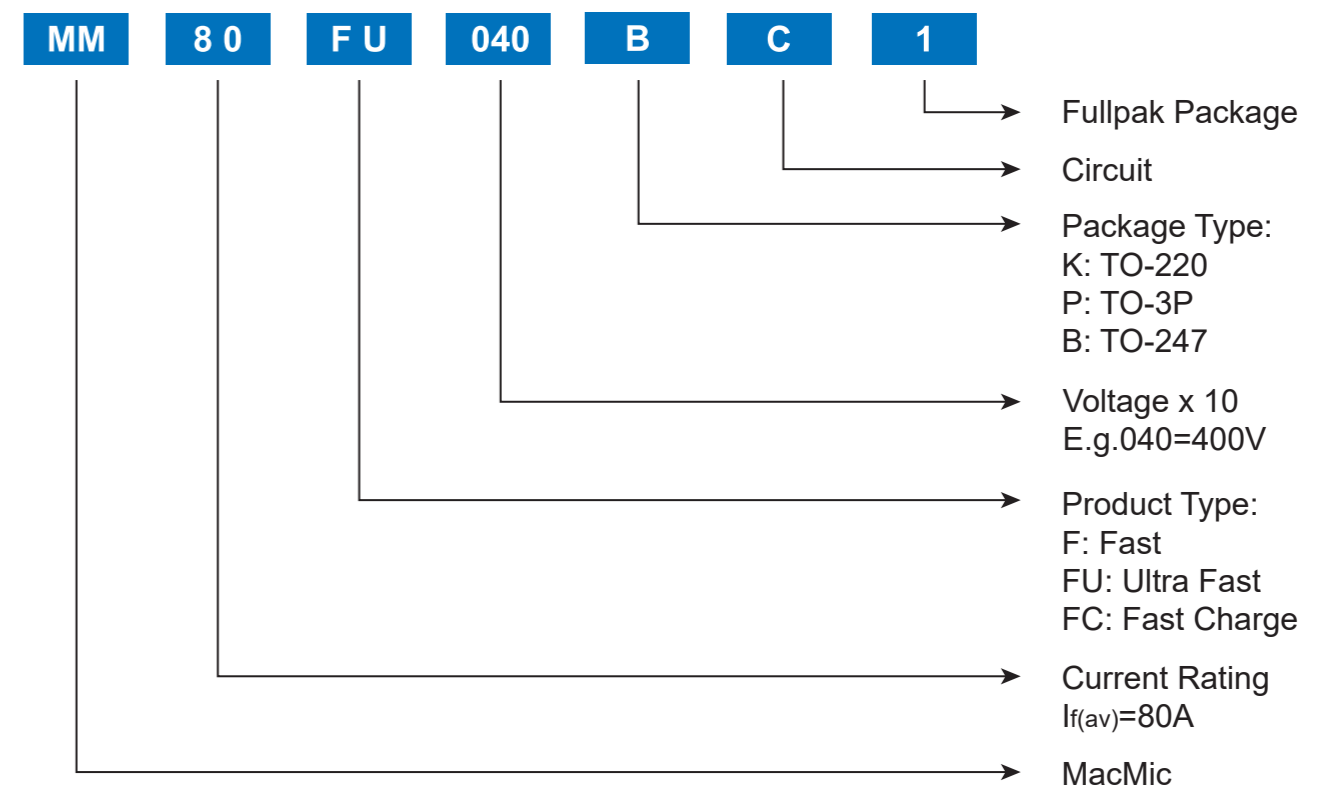 MM 8 0 F U 040 B C 1
Fullpak Package
Circuit
Package Type:
K: TO-220
P: TO-3P
B: TO-247
Voltage x 10
E.g.040=400V
Product Type:
F: Fast
FU: Ultra Fast
FC: Fast Charge
Current Rating
If(av)=80A
MacMic